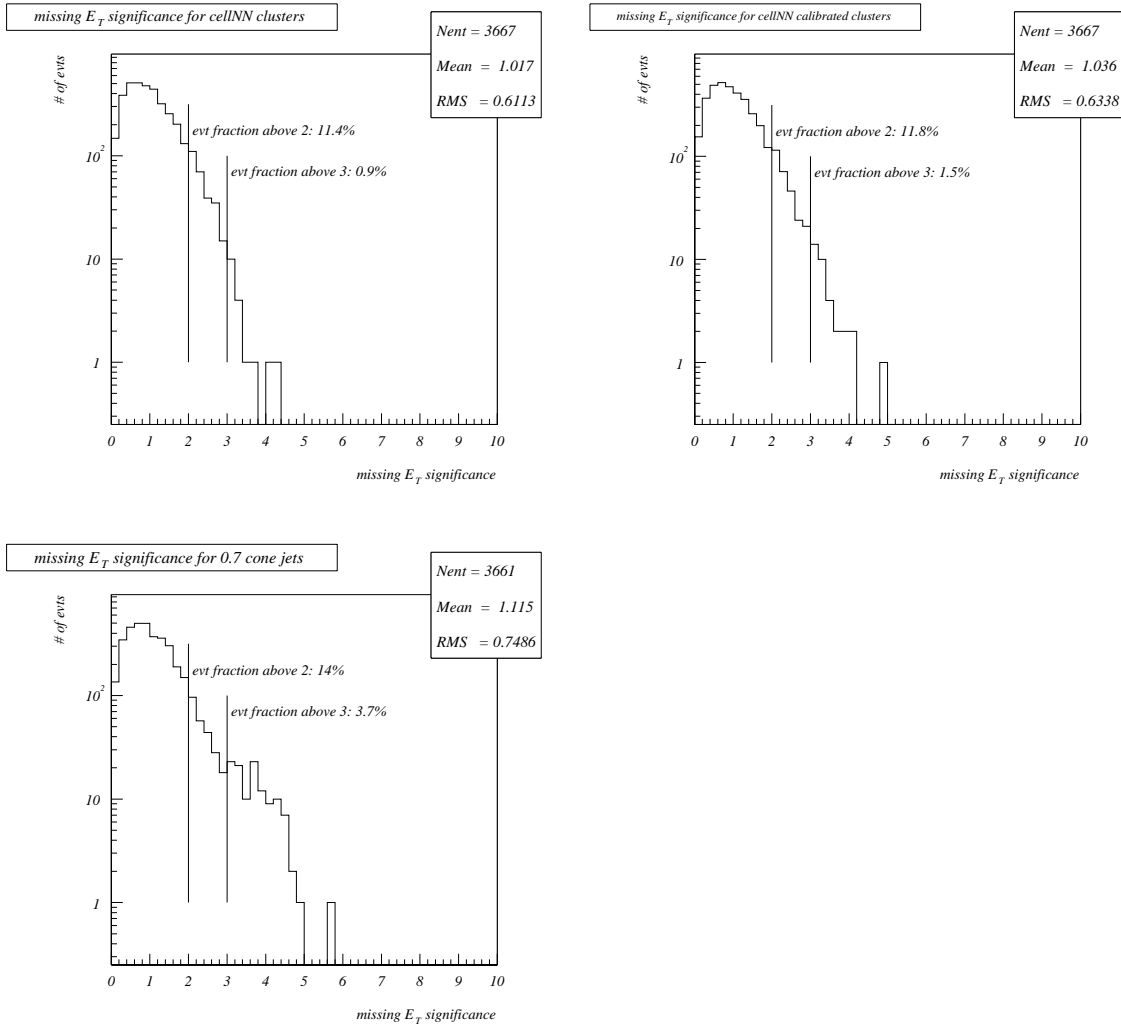 missing E_T significance for cellNN clusters
Nent = 3667
Mean = 1.017
RMS = 0.6113
# of evts
evt fraction above 2: 11.4%
evt fraction above 3: 0.9%
10^2
10
1
0 1 2 3 4 5 6 7 8 9 10
missing E_T significance
missing E_T significance for cellNN calibrated clusters
Nent = 3667
Mean = 1.036
RMS = 0.6338
# of evts
evt fraction above 2: 11.8%
evt fraction above 3: 1.5%
10^2
10
1
0 1 2 3 4 5 6 7 8 9 10
missing E_T significance
missing E_T significance for 0.7 cone jets
Nent = 3661
Mean = 1.115
RMS = 0.7486
# of evts
evt fraction above 2: 14%
evt fraction above 3: 3.7%
10^2
10
1
0 1 2 3 4 5 6 7 8 9 10
missing E_T significance